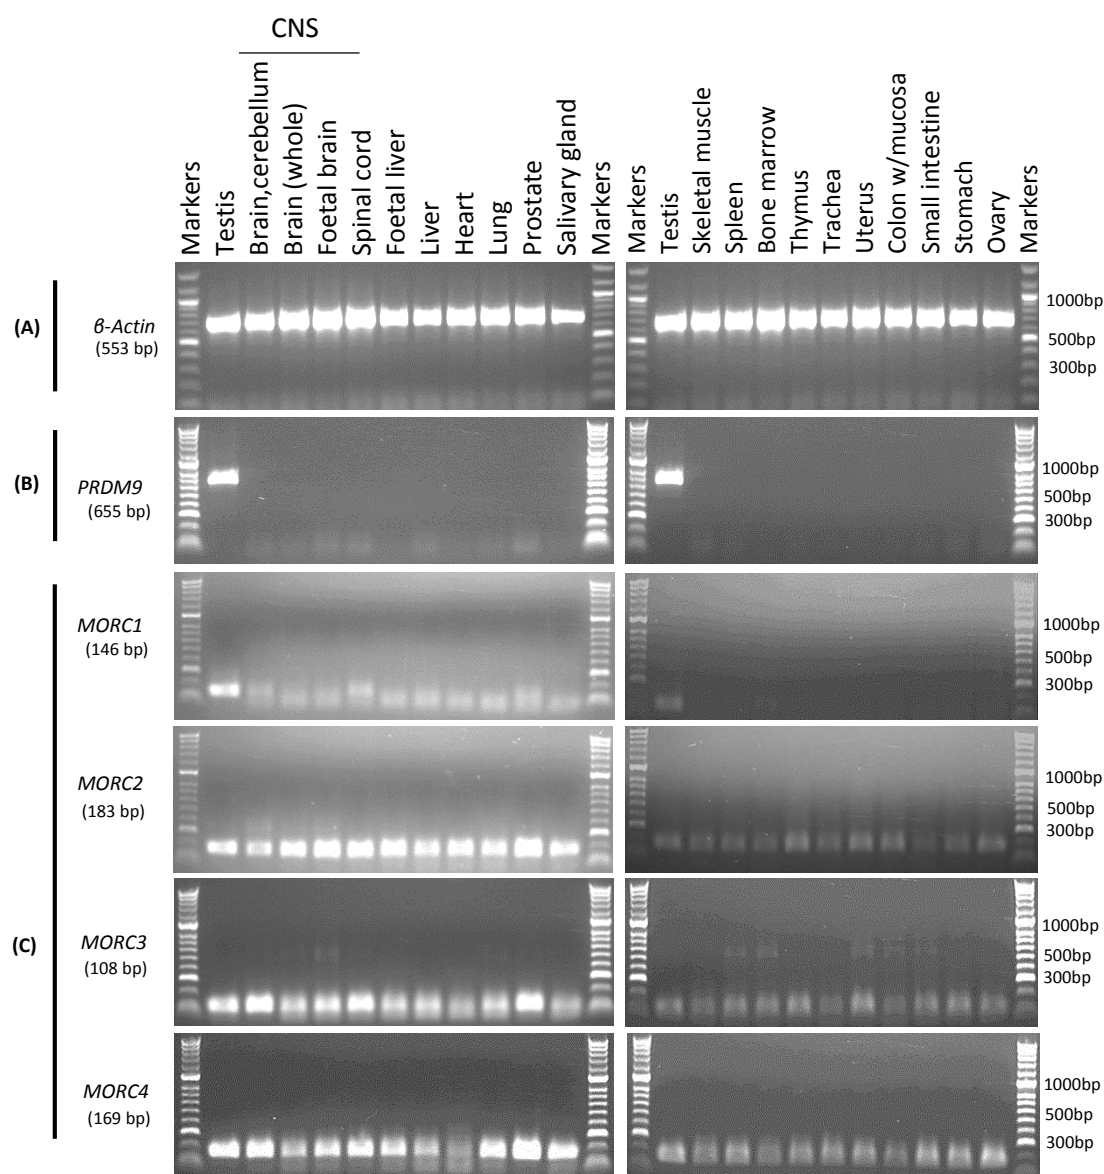 CNS
Markers
Testis
Brain,cerebellum
Brain (whole)
Foetal brain
Spinal cord
Foetal liver
Liver
Heart
Lung
Prostate
Salivary gland
Markers
Markers
Testis
Skeletal muscle
Spleen
Bone marrow
Thymus
Trachea
Uterus
Colon w/mucosa
Small intestine
Stomach
Ovary
Markers
(A)
β-Actin
(553 bp)
1000bp
500bp
300bp
(B)
PRDM9
(655 bp)
1000bp
500bp
300bp
(C)
MORC1
(146 bp)
1000bp
500bp
300bp
MORC2
(183 bp)
1000bp
500bp
300bp
MORC3
(108 bp)
1000bp
500bp
300bp
MORC4
(169 bp)
1000bp
500bp
300bp